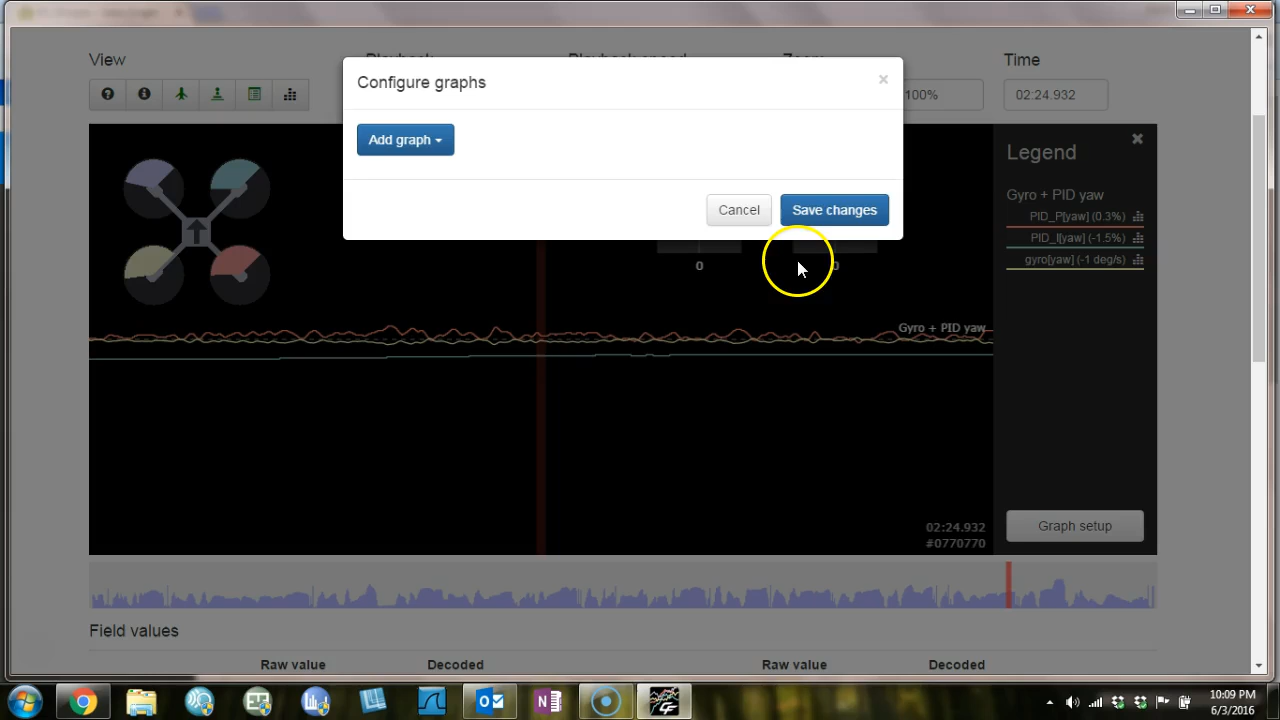 View
Configure graphs
×
Time
100%
02:24.932
Add graph
Legend
Cancel
Save changes
Gyro + PID yaw
PID_P[yaw] (0.3%)
PID_I[yaw] (-1.5%)
gyro[yaw] (-1 deg/s)
0
0
Gyro + PID yaw
02:24.932
#0770770
Graph setup
Field values
Raw value
Decoded
Raw value
Decoded
10:09 PM
6/3/2016